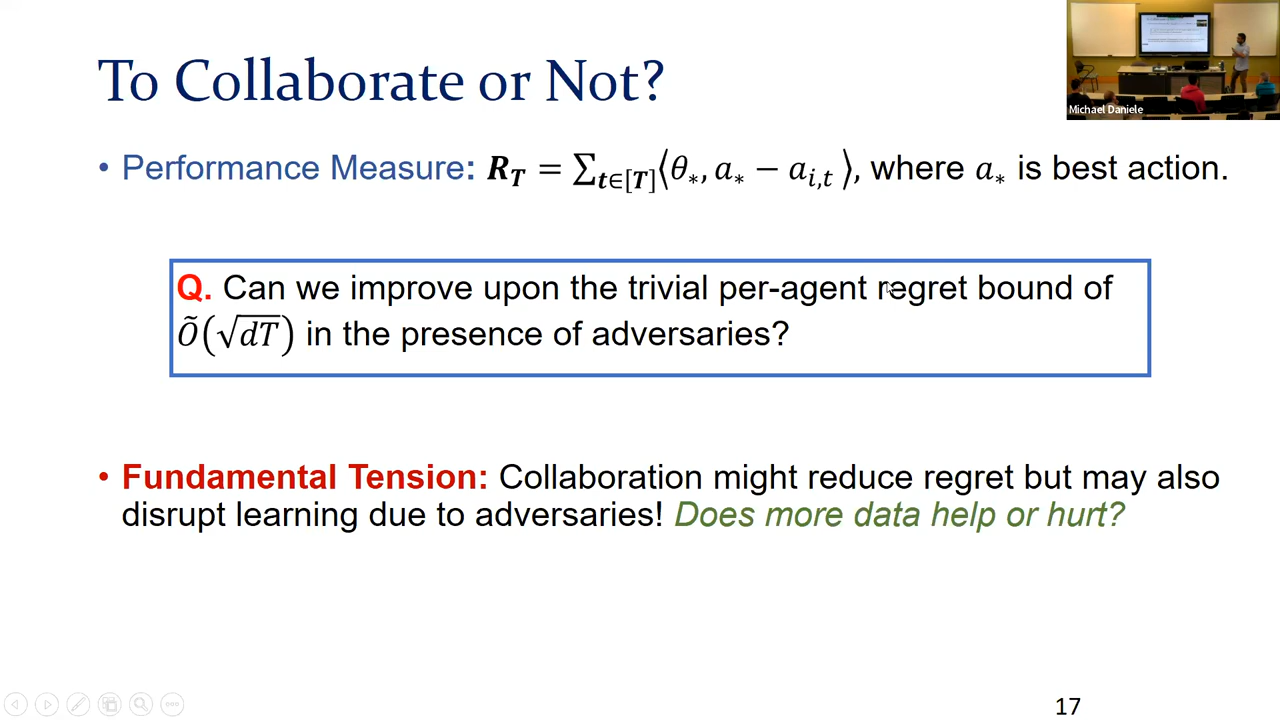 To Collaborate or Not?
Michael Daniele
• Performance Measure: R_T = ∑_{t∈[T]}⟨θ_*, a_* − a_{i,t}⟩, where a_* is best action.
Q. Can we improve upon the trivial per-agent regret bound of
Õ(√dT) in the presence of adversaries?
• Fundamental Tension: Collaboration might reduce regret but may also
disrupt learning due to adversaries! Does more data help or hurt?
17